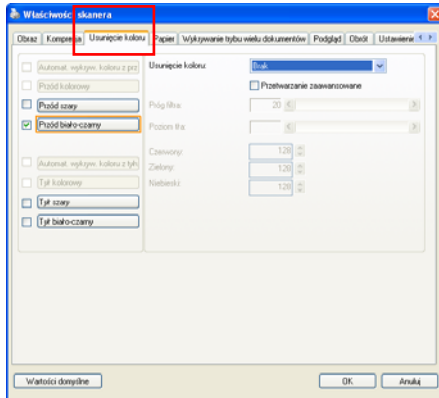 Właściwości skanera
Obraz Kompresja Usunięcie koloru Papier Wykrywanie trybu wielu dokumentów Podgląd Obrót Ustawienie
Automat. wykryw. koloru z prz
Przód kolorowy
Przód szary
Przód biało-czarny
Automat. wykryw. koloru z tyłu
Tył kolorowy
Tył szary
Tył biało-czarny
Usunięcie koloru: Brak
Przetwarzanie zaawansowane
Próg filtra: 20
Poziom tła:
Czerwony: 128
Zielony: 128
Niebieski: 128
Wartości domyślne OK Anuluj